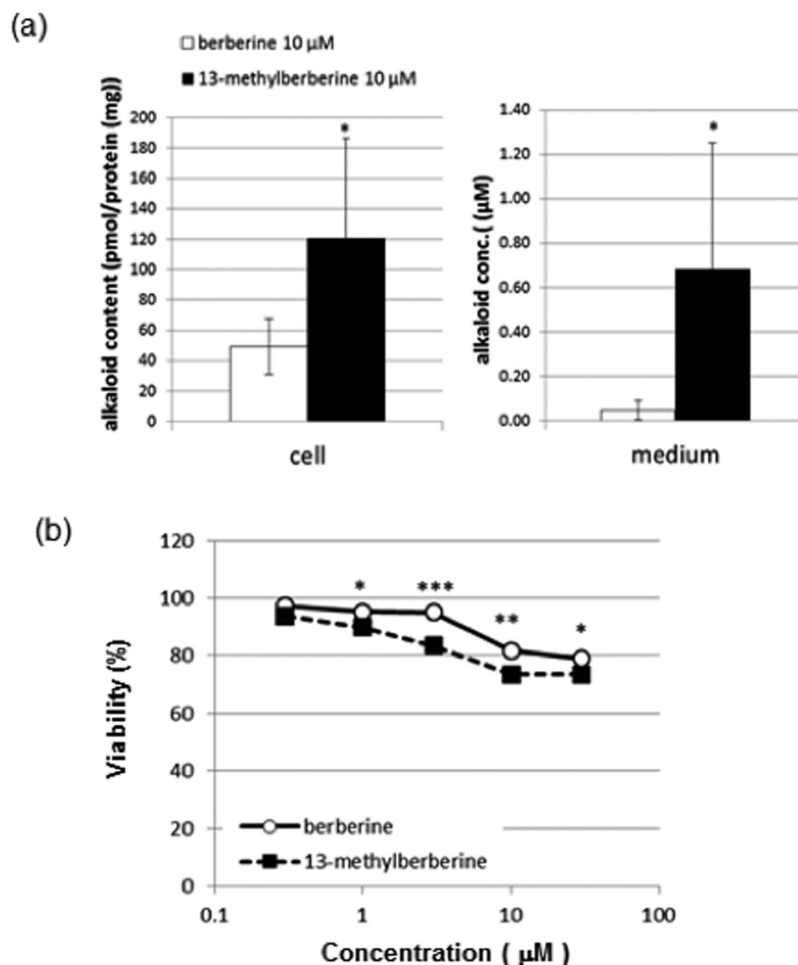 (a)
berberine 10 μM
13-methylberberine 10 μM
alkaloid content (pmol/protein (mg))
200
180
160
140
120
100
80
60
40
20
0
*
cell
alkaloid conc.( (μM)
1.40
1.20
1.00
0.80
0.60
0.40
0.20
0.00
*
medium
(b)
Viability (%)
120
100
80
60
40
20
0
* *** ** *
berberine
13-methylberberine
0.1 1 10 100
Concentration ( μM )